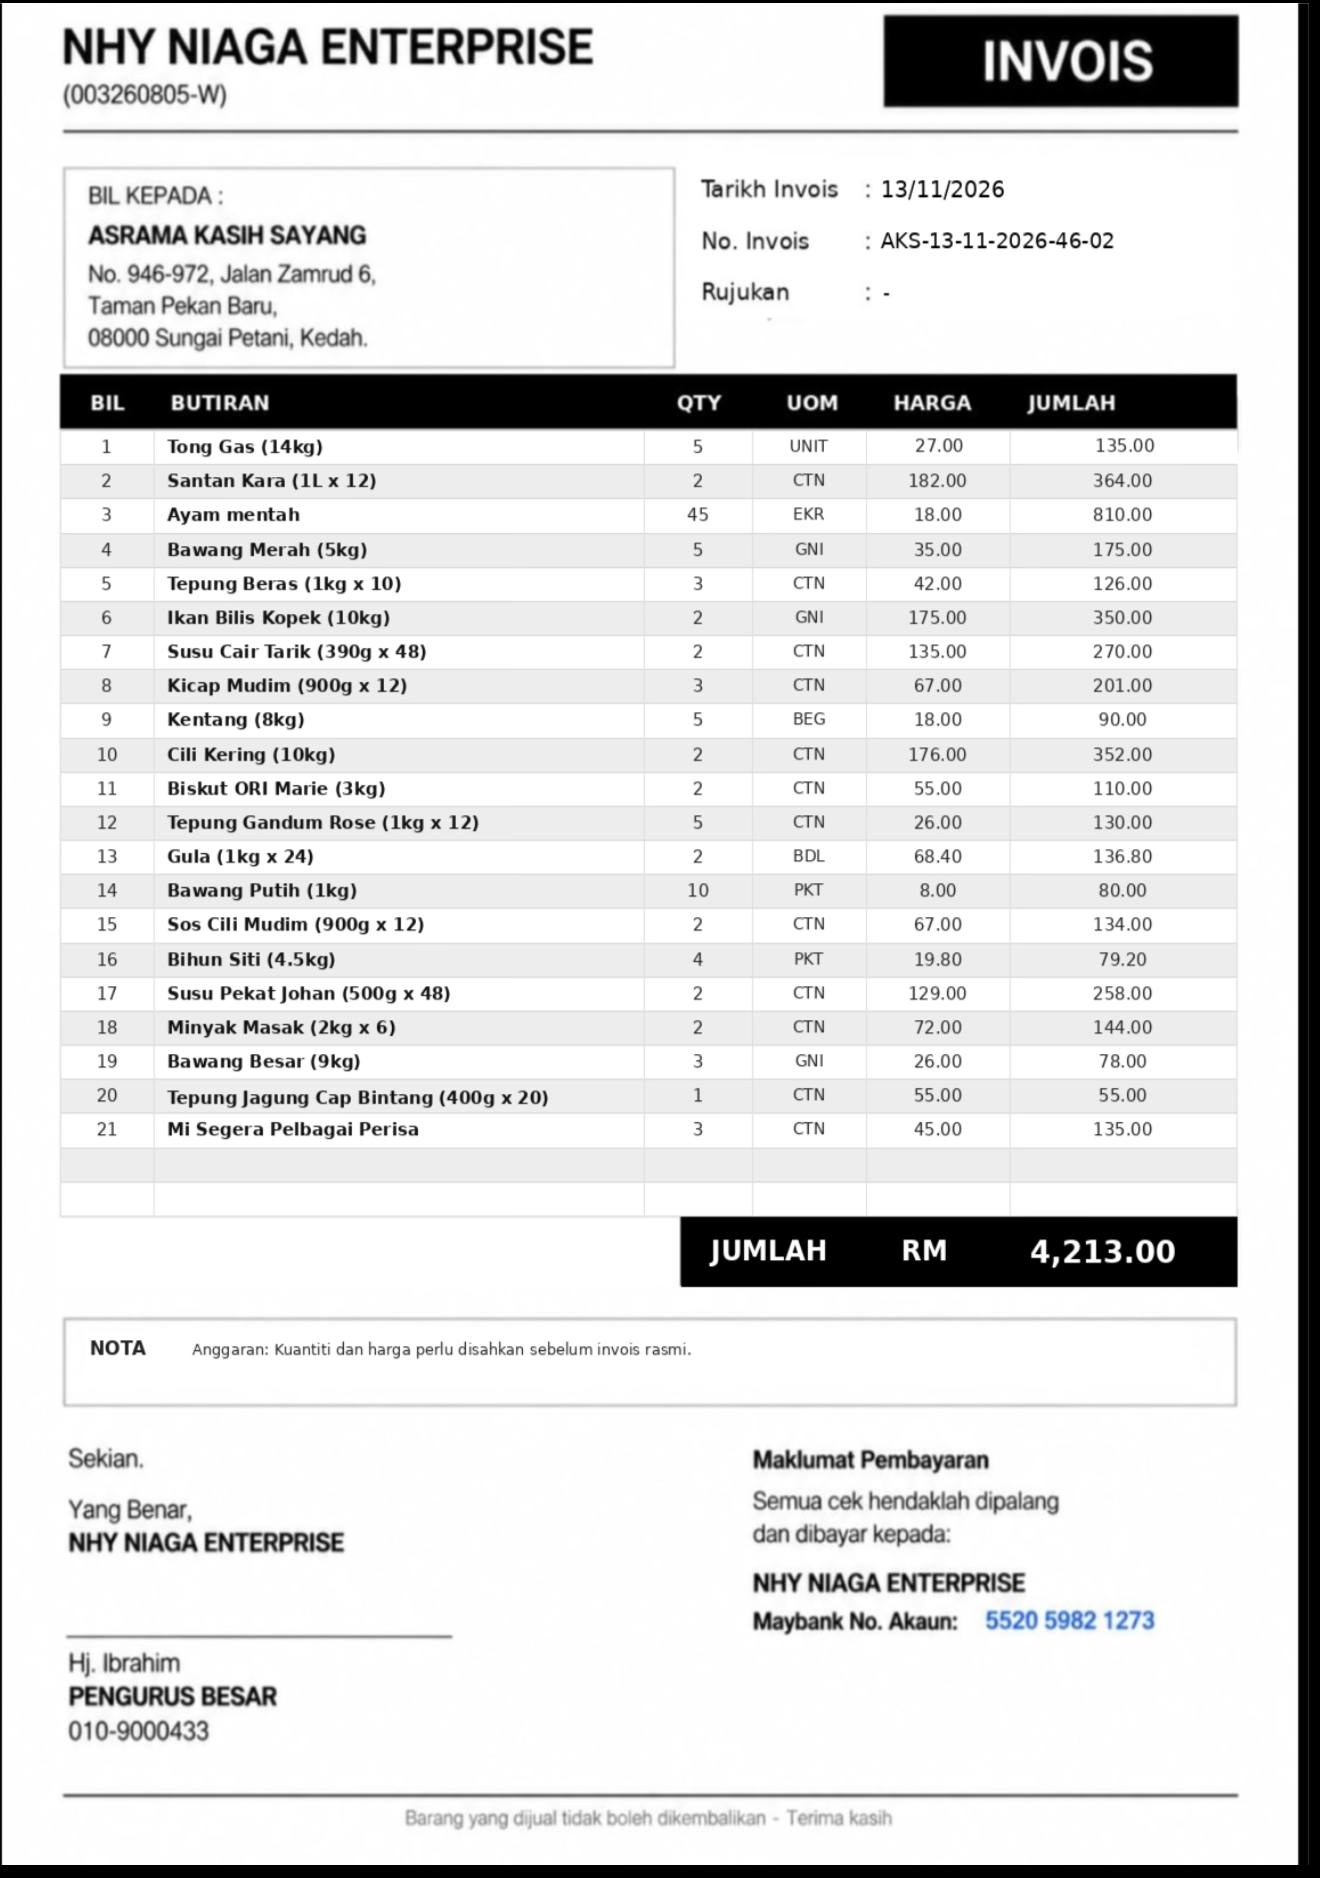 NHY NIAGA ENTERPRISE
(003260805-W)
INVOIS
BIL KEPADA :
ASRAMA KASIH SAYANG
No. 946-972, Jalan Zamrud 6,
Taman Pekan Baru,
08000 Sungai Petani, Kedah.
Tarikh Invois : 13/11/2026
No. Invois : AKS-13-11-2026-46-02
Rujukan : -
BIL BUTIRAN QTY UOM HARGA JUMLAH
1 Tong Gas (14kg) 5 UNIT 27.00 135.00
2 Santan Kara (1L x 12) 2 CTN 182.00 364.00
3 Ayam mentah 45 EKR 18.00 810.00
4 Bawang Merah (5kg) 5 GNI 35.00 175.00
5 Tepung Beras (1kg x 10) 3 CTN 42.00 126.00
6 Ikan Bilis Kopek (10kg) 2 GNI 175.00 350.00
7 Susu Cair Tarik (390g x 48) 2 CTN 135.00 270.00
8 Kicap Mudim (900g x 12) 3 CTN 67.00 201.00
9 Kentang (8kg) 5 BEG 18.00 90.00
10 Cili Kering (10kg) 2 CTN 176.00 352.00
11 Biskut ORI Marie (3kg) 2 CTN 55.00 110.00
12 Tepung Gandum Rose (1kg x 12) 5 CTN 26.00 130.00
13 Gula (1kg x 24) 2 BDL 68.40 136.80
14 Bawang Putih (1kg) 10 PKT 8.00 80.00
15 Sos Cili Mudim (900g x 12) 2 CTN 67.00 134.00
16 Bihun Siti (4.5kg) 4 PKT 19.80 79.20
17 Susu Pekat Johan (500g x 48) 2 CTN 129.00 258.00
18 Minyak Masak (2kg x 6) 2 CTN 72.00 144.00
19 Bawang Besar (9kg) 3 GNI 26.00 78.00
20 Tepung Jagung Cap Bintang (400g x 20) 1 CTN 55.00 55.00
21 Mi Segera Pelbagai Perisa 3 CTN 45.00 135.00
JUMLAH RM 4,213.00
NOTA Anggaran: Kuantiti dan harga perlu disahkan sebelum invois rasmi.
Sekian.
Yang Benar,
NHY NIAGA ENTERPRISE
Hj. Ibrahim
PENGURUS BESAR
010-9000433
Maklumat Pembayaran
Semua cek hendaklah dipalang
dan dibayar kepada:
NHY NIAGA ENTERPRISE
Maybank No. Akaun: 5520 5982 1273
Barang yang dijual tidak boleh dikembalikan - Terima kasih